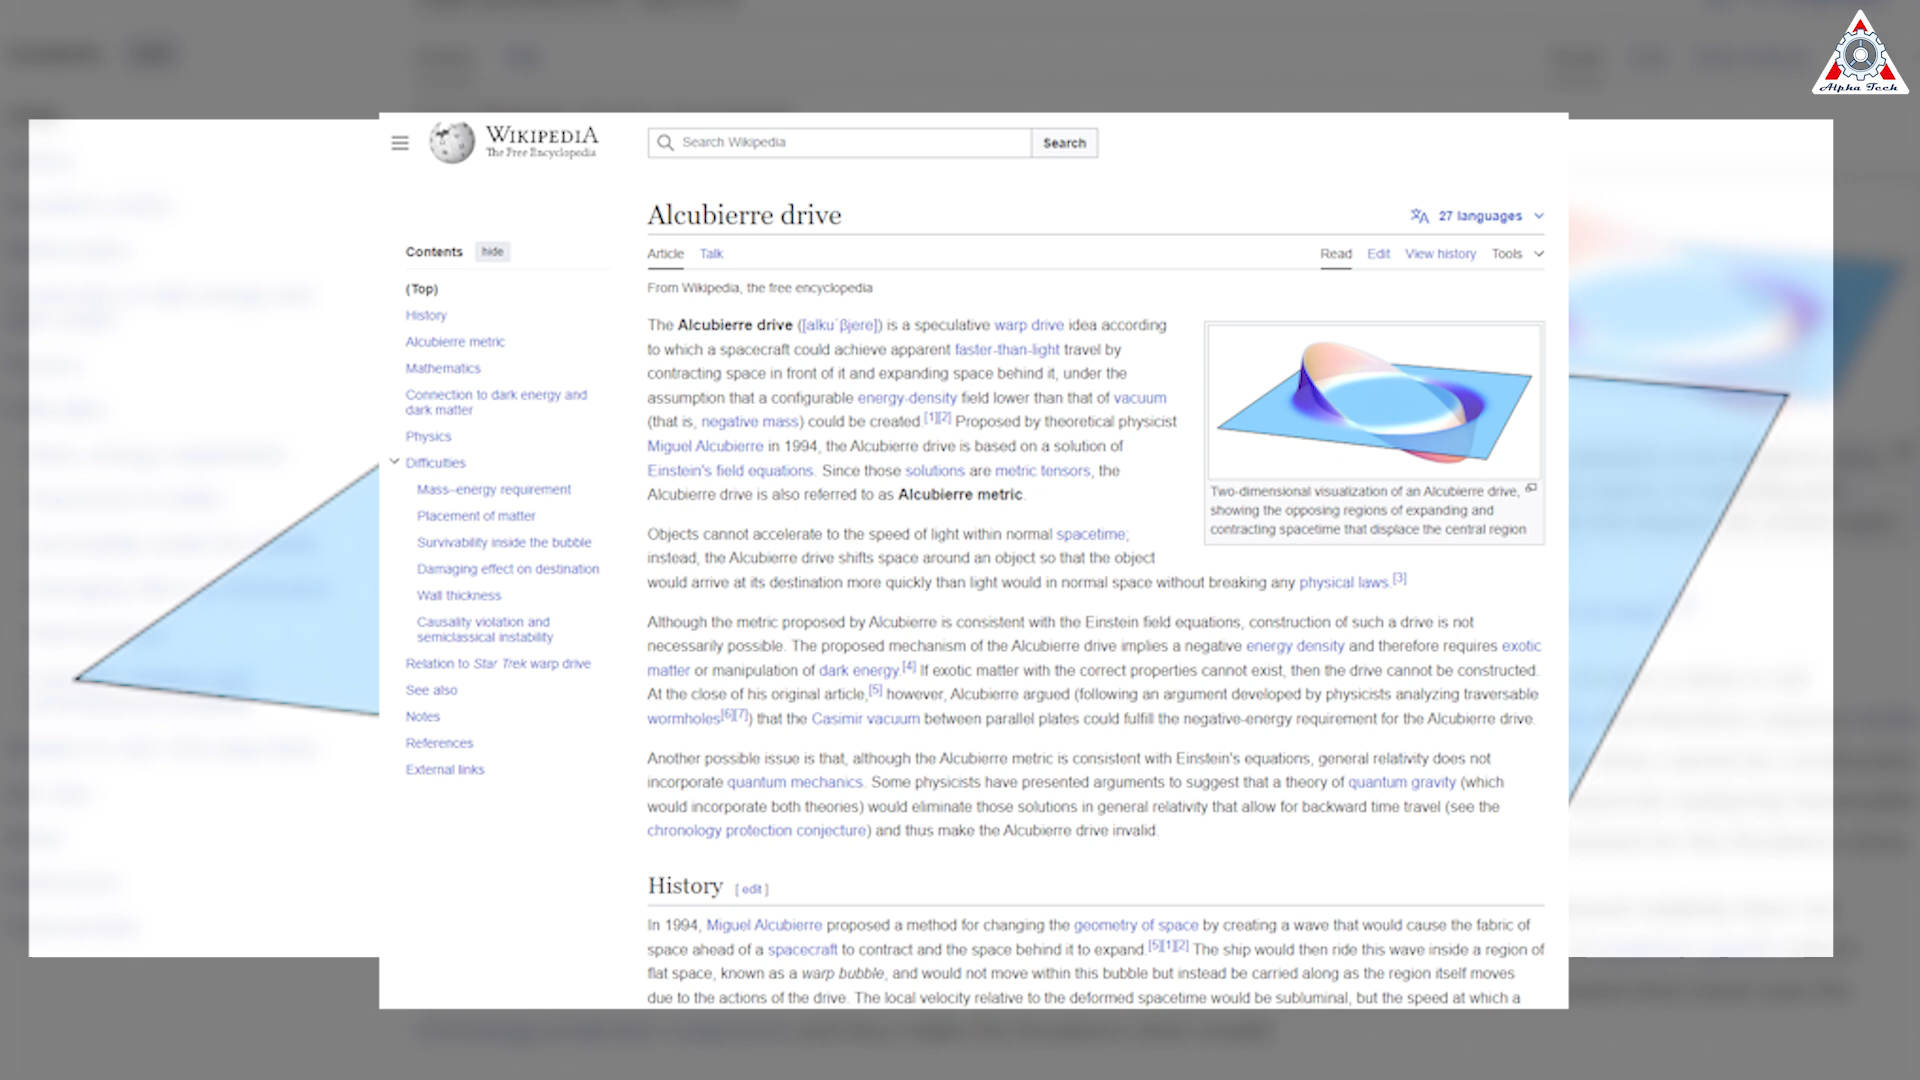 Alpha Tech
WIKIPEDIA
The Free Encyclopedia
Search Wikipedia
Search
Alcubierre drive
27 languages
Contents hide
Article Talk
Read Edit View history Tools
(Top)
History
Alcubierre metric
Mathematics
Connection to dark energy and
dark matter
Physics
Difficulties
Mass–energy requirement
Placement of matter
Survivability inside the bubble
Damaging effect on destination
Wall thickness
Causality violation and
semiclassical instability
Relation to Star Trek warp drive
See also
Notes
References
External links
From Wikipedia, the free encyclopedia
The Alcubierre drive ([alkuˈβjere]) is a speculative warp drive idea according
to which a spacecraft could achieve apparent faster-than-light travel by
contracting space in front of it and expanding space behind it, under the
assumption that a configurable energy-density field lower than that of vacuum
(that is, negative mass) could be created.[1][2] Proposed by theoretical physicist
Miguel Alcubierre in 1994, the Alcubierre drive is based on a solution of
Einstein's field equations. Since those solutions are metric tensors, the
Alcubierre drive is also referred to as Alcubierre metric.
Two-dimensional visualization of an Alcubierre drive,
showing the opposing regions of expanding and
contracting spacetime that displace the central region
Objects cannot accelerate to the speed of light within normal spacetime;
instead, the Alcubierre drive shifts space around an object so that the object
would arrive at its destination more quickly than light would in normal space without breaking any physical laws.[3]
Although the metric proposed by Alcubierre is consistent with the Einstein field equations, construction of such a drive is not
necessarily possible. The proposed mechanism of the Alcubierre drive implies a negative energy density and therefore requires exotic
matter or manipulation of dark energy.[4] If exotic matter with the correct properties cannot exist, then the drive cannot be constructed.
At the close of his original article,[5] however, Alcubierre argued (following an argument developed by physicists analyzing traversable
wormholes[6][7]) that the Casimir vacuum between parallel plates could fulfill the negative-energy requirement for the Alcubierre drive.
Another possible issue is that, although the Alcubierre metric is consistent with Einstein's equations, general relativity does not
incorporate quantum mechanics. Some physicists have presented arguments to suggest that a theory of quantum gravity (which
would incorporate both theories) would eliminate those solutions in general relativity that allow for backward time travel (see the
chronology protection conjecture) and thus make the Alcubierre drive invalid.
History [ edit ]
In 1994, Miguel Alcubierre proposed a method for changing the geometry of space by creating a wave that would cause the fabric of
space ahead of a spacecraft to contract and the space behind it to expand.[5][1][2] The ship would then ride this wave inside a region of
flat space, known as a warp bubble, and would not move within this bubble but instead be carried along as the region itself moves
due to the actions of the drive. The local velocity relative to the deformed spacetime would be subluminal, but the speed at which a